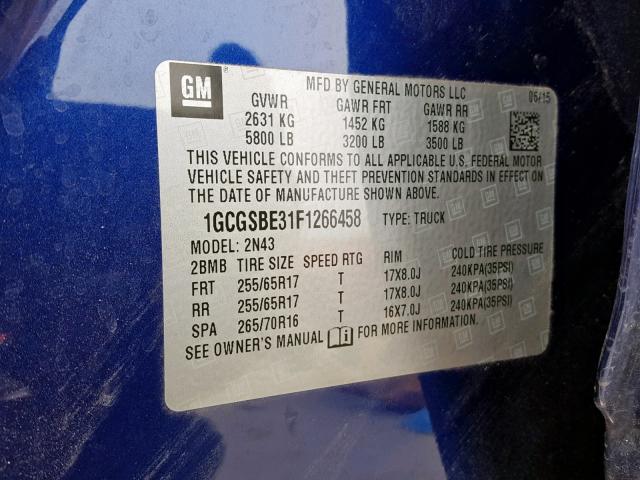 GM
MFD BY GENERAL MOTORS LLC
06/15
GVWR GAWR FRT GAWR RR
2631 KG 1452 KG 1588 KG
5800 LB 3200 LB 3500 LB
THIS VEHICLE CONFORMS TO ALL APPLICABLE U.S. FEDERAL MOTOR
VEHICLE SAFETY AND THEFT PREVENTION STANDARDS IN EFFECT ON
THE DATE OF MANUFACTURE SHOWN ABOVE.
1GCGSBE31F1266458 TYPE: TRUCK
MODEL: 2N43
2BMB TIRE SIZE SPEED RTG RIM COLD TIRE PRESSURE
FRT 255/65R17 T 17X8.0J 240KPA(35PSI)
RR 255/65R17 T 17X8.0J 240KPA(35PSI)
SPA 265/70R16 T 16X7.0J 240KPA(35PSI)
SEE OWNER'S MANUAL FOR MORE INFORMATION.